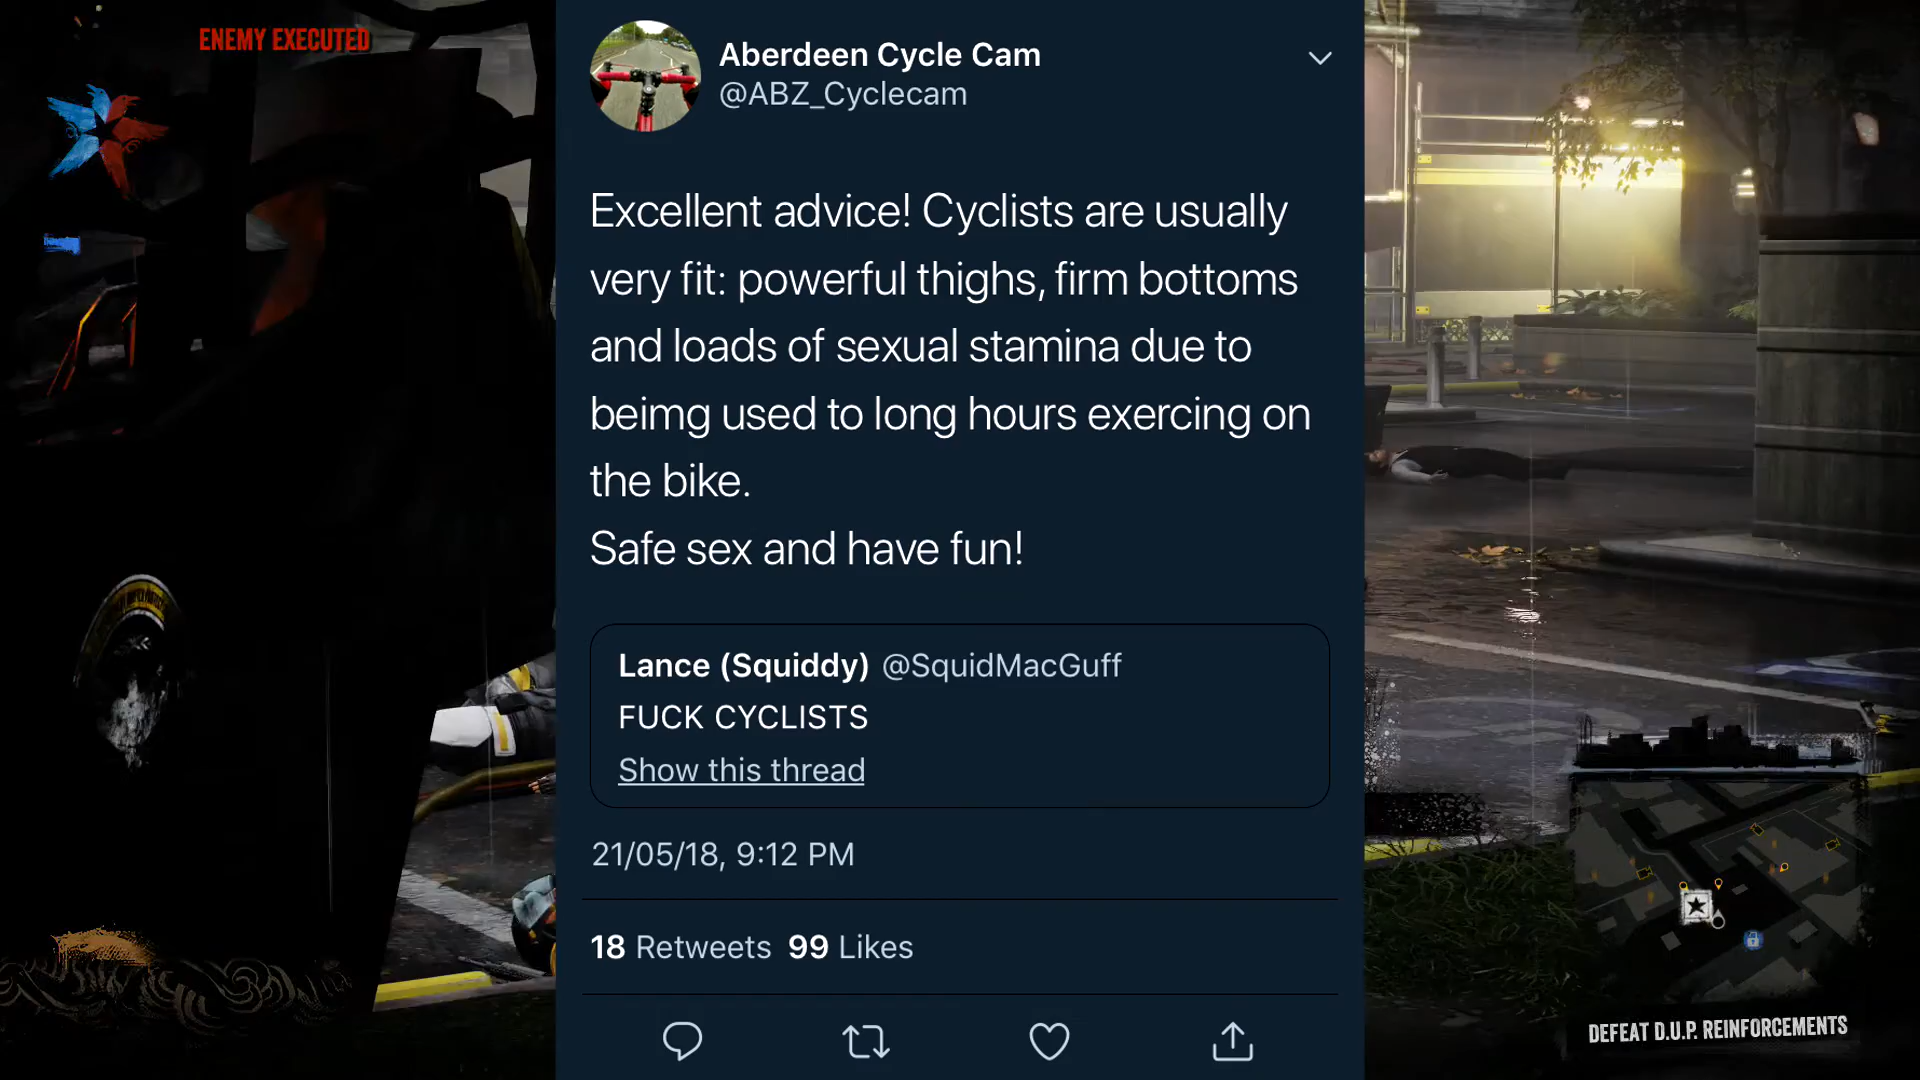 ENEMY EXECUTED
Aberdeen Cycle Cam
@ABZ_Cyclecam
Excellent advice! Cyclists are usually
very fit: powerful thighs, firm bottoms
and loads of sexual stamina due to
beimg used to long hours exercing on
the bike.
Safe sex and have fun!
Lance (Squiddy) @SquidMacGuff
FUCK CYCLISTS
Show this thread
21/05/18, 9:12 PM
18 Retweets 99 Likes
DEFEAT D.U.P. REINFORCEMENTS